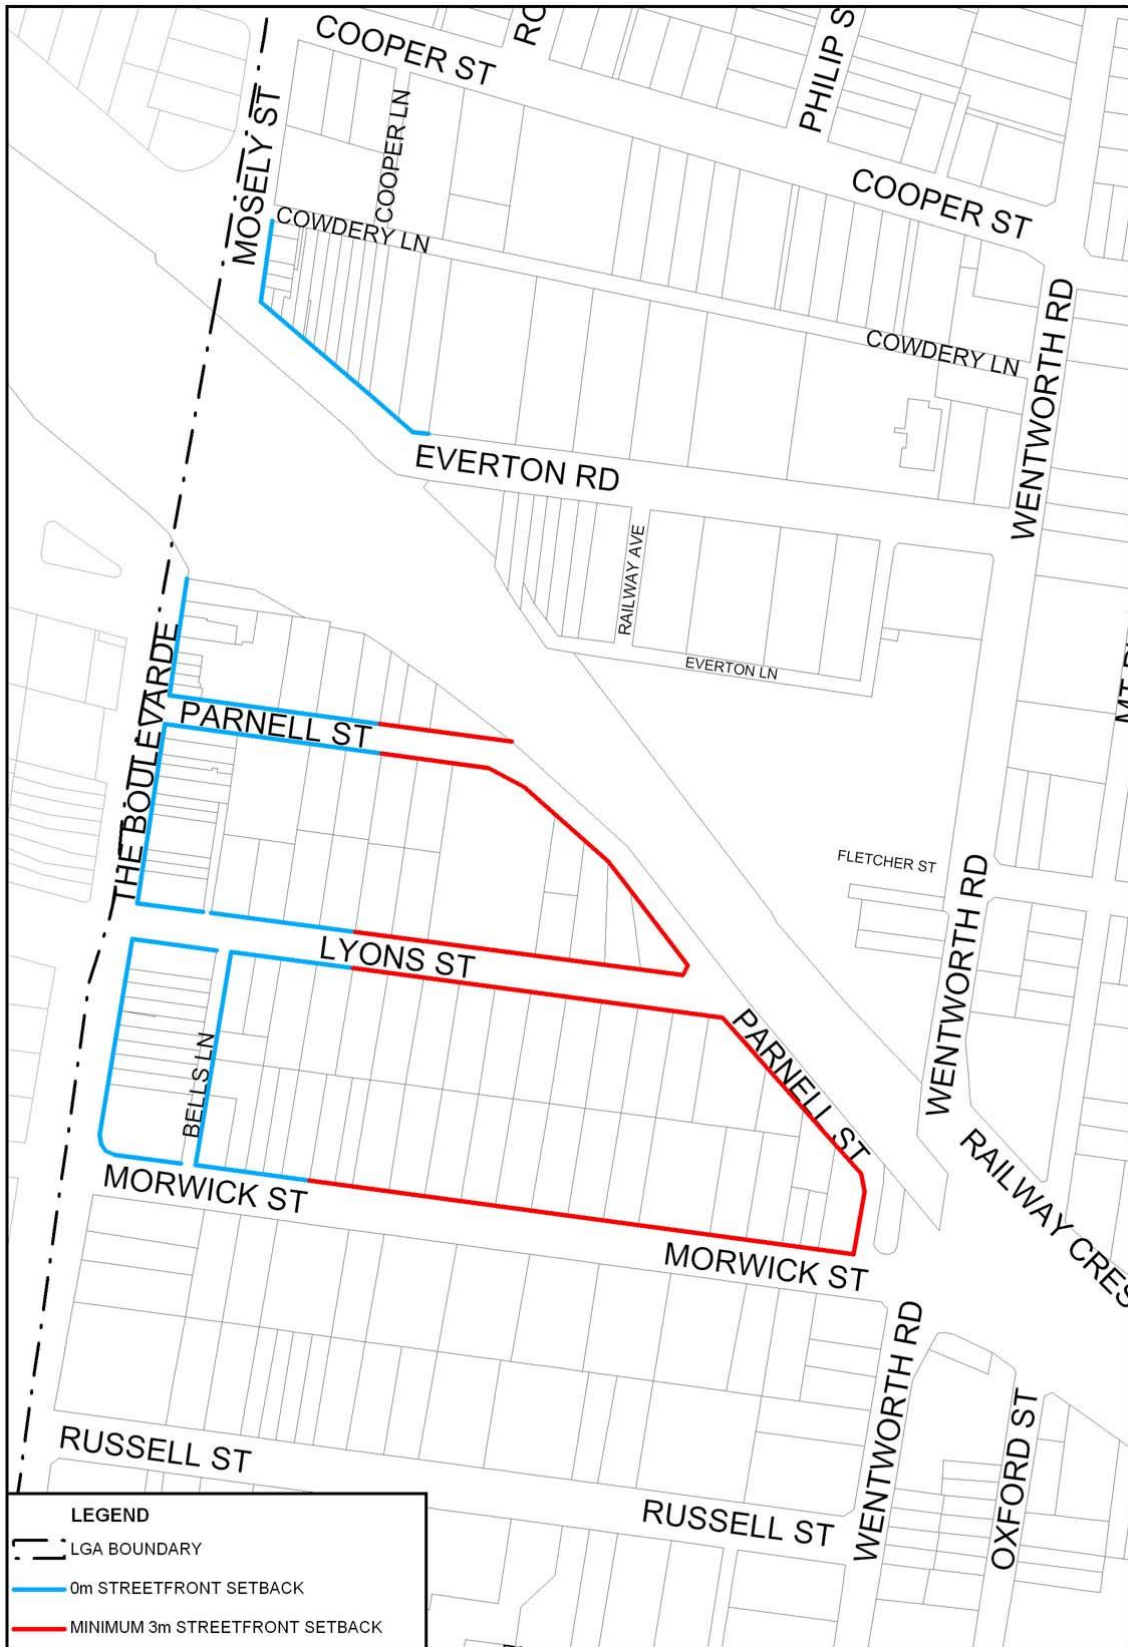 COOPER ST
RO
PHILIP S
MOSELY ST
COOPER LN
COOPER ST
COWDERY LN
WENTWORTH RD
COWDERY LN
EVERTON RD
RAILWAY AVE
EVERTON LN
THE BOULEVARDE
PARNELL ST
FLETCHER ST
WENTWORTH RD
LYONS ST
PARNELL ST
BELLS LN
RAILWAY CRES
MORWICK ST
MORWICK ST
WENTWORTH RD
OXFORD ST
RUSSELL ST
RUSSELL ST
LEGEND
LGA BOUNDARY
0m STREETFRONT SETBACK
MINIMUM 3m STREETFRONT SETBACK